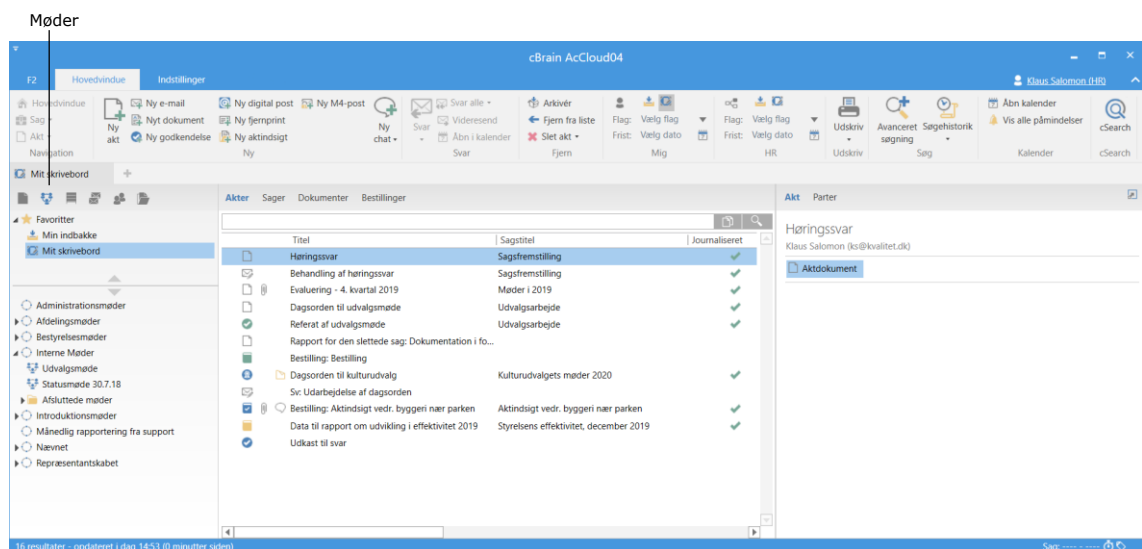 Møder
cBrain AcCloud04
F2 Hovedvindue Indstillinger Klaus Salomon (HR)
Hovedvindue
Sag
Akt
Navigation
Ny akt
Ny e-mail
Nyt dokument
Ny godkendelse
Ny digital post
Ny fjernprint
Ny aktindsigt
Ny M4-post
Ny chat
Ny
Svar
Svar alle
Videresend
Åbn i kalender
Svar
Arkivér
Fjern fra liste
Slet akt
Fjern
Flag: Vælg flag
Frist: Vælg dato
Mig
Flag: Vælg flag
Frist: Vælg dato
HR
Udskriv
Udskriv
Avanceret søgning
Søgehistorik
Søg
Åbn kalender
Vis alle påmindelser
Kalender
cSearch
cSearch
Mit skrivebord +
Favoritter
Min indbakke
Mit skrivebord
Administrationsmøder
Afdelingsmøder
Bestyrelsesmøder
Interne Møder
Udvalgsmøde
Statusmøde 30.7.18
Afsluttede møder
Introduktionsmøder
Månedlig rapportering fra support
Nævnet
Repræsentantskabet
Akter Sager Dokumenter Bestillinger
Titel Sagstitel Journaliseret
Høringssvar Sagsfremstilling
Behandling af høringssvar Sagsfremstilling
Evaluering - 4. kvartal 2019 Møder i 2019
Dagsorden til udvalgsmøde Udvalgsarbejde
Referat af udvalgsmøde Udvalgsarbejde
Rapport for den slettede sag: Dokumentation i fo...
Bestilling: Bestilling
Dagsorden til kulturudvalg Kulturudvalgets møder 2020
Sv: Udarbejdelse af dagsorden
Bestilling: Aktindsigt vedr. byggeri nær parken Aktindsigt vedr. byggeri nær parken
Data til rapport om udvikling i effektivitet 2019 Styrelsens effektivitet, december 2019
Udkast til svar
Akt Parter
Høringssvar
Klaus Salomon (ks@kvalitet.dk)
Aktdokument
16 resultater - opdateret i dag 14:53 (0 minutter siden) Sag: ---- - ----